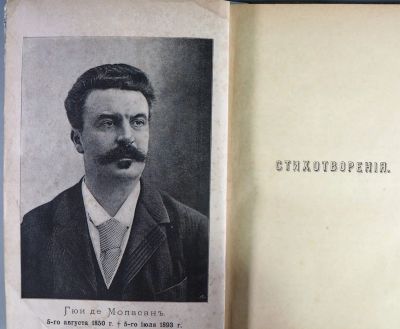 Гюи де Мопасанъ.
5-го августа 1850 г. † 5-го іюля 1893 г.
СТИХОТВОРЕНІЯ.